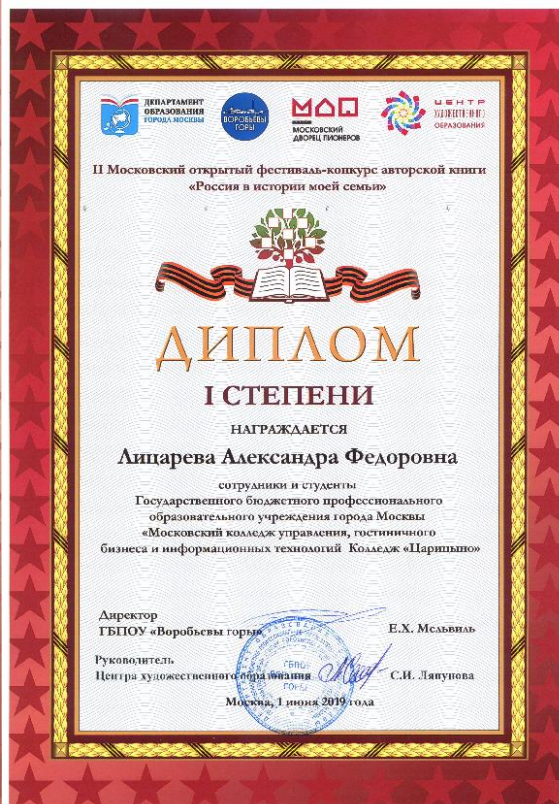 ДЕПАРТАМЕНТ
ОБРАЗОВАНИЯ
ГОРОДА МОСКВЫ
ВОРОБЬЁВЫ
ГОРЫ
МДП
МОСКОВСКИЙ
ДВОРЕЦ ПИОНЕРОВ
ЦЕНТР
ХУДОЖЕСТВЕННОГО
ОБРАЗОВАНИЯ
II Московский открытый фестиваль-конкурс авторской книги
«Россия в истории моей семьи»
ДИПЛОМ
I СТЕПЕНИ
НАГРАЖДАЕТСЯ
Лицарева Александра Федоровна
сотрудники и студенты
Государственного бюджетного профессионального
образовательного учреждения города Москвы
«Московский колледж управления, гостиничного
бизнеса и информационных технологий Колледж «Царицыно»
Директор
ГБПОУ «Воробьевы горы»
Е.Х. Мельвиль
Руководитель
Центра художественного образования
С.И. Ляпунова
Москва, 1 июня 2019 года
ГБПОУ
ГОРЫ